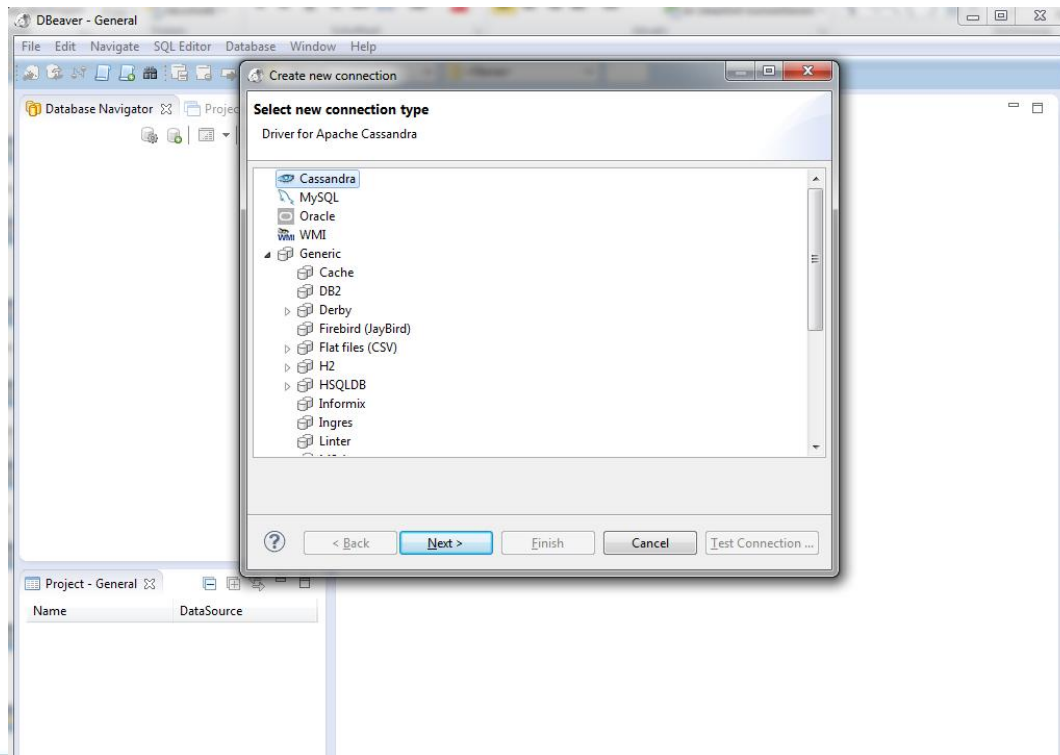 DBeaver - General
File Edit Navigate SQL Editor Database Window Help
Create new connection
Database Navigator Projec
Select new connection type
Driver for Apache Cassandra
Cassandra
MySQL
Oracle
WMI WMI
Generic
Cache
DB2
Derby
Firebird (JayBird)
Flat files (CSV)
H2
HSQLDB
Informix
Ingres
Linter
? < Back Next > Finish Cancel Test Connection ...
Project - General
Name DataSource